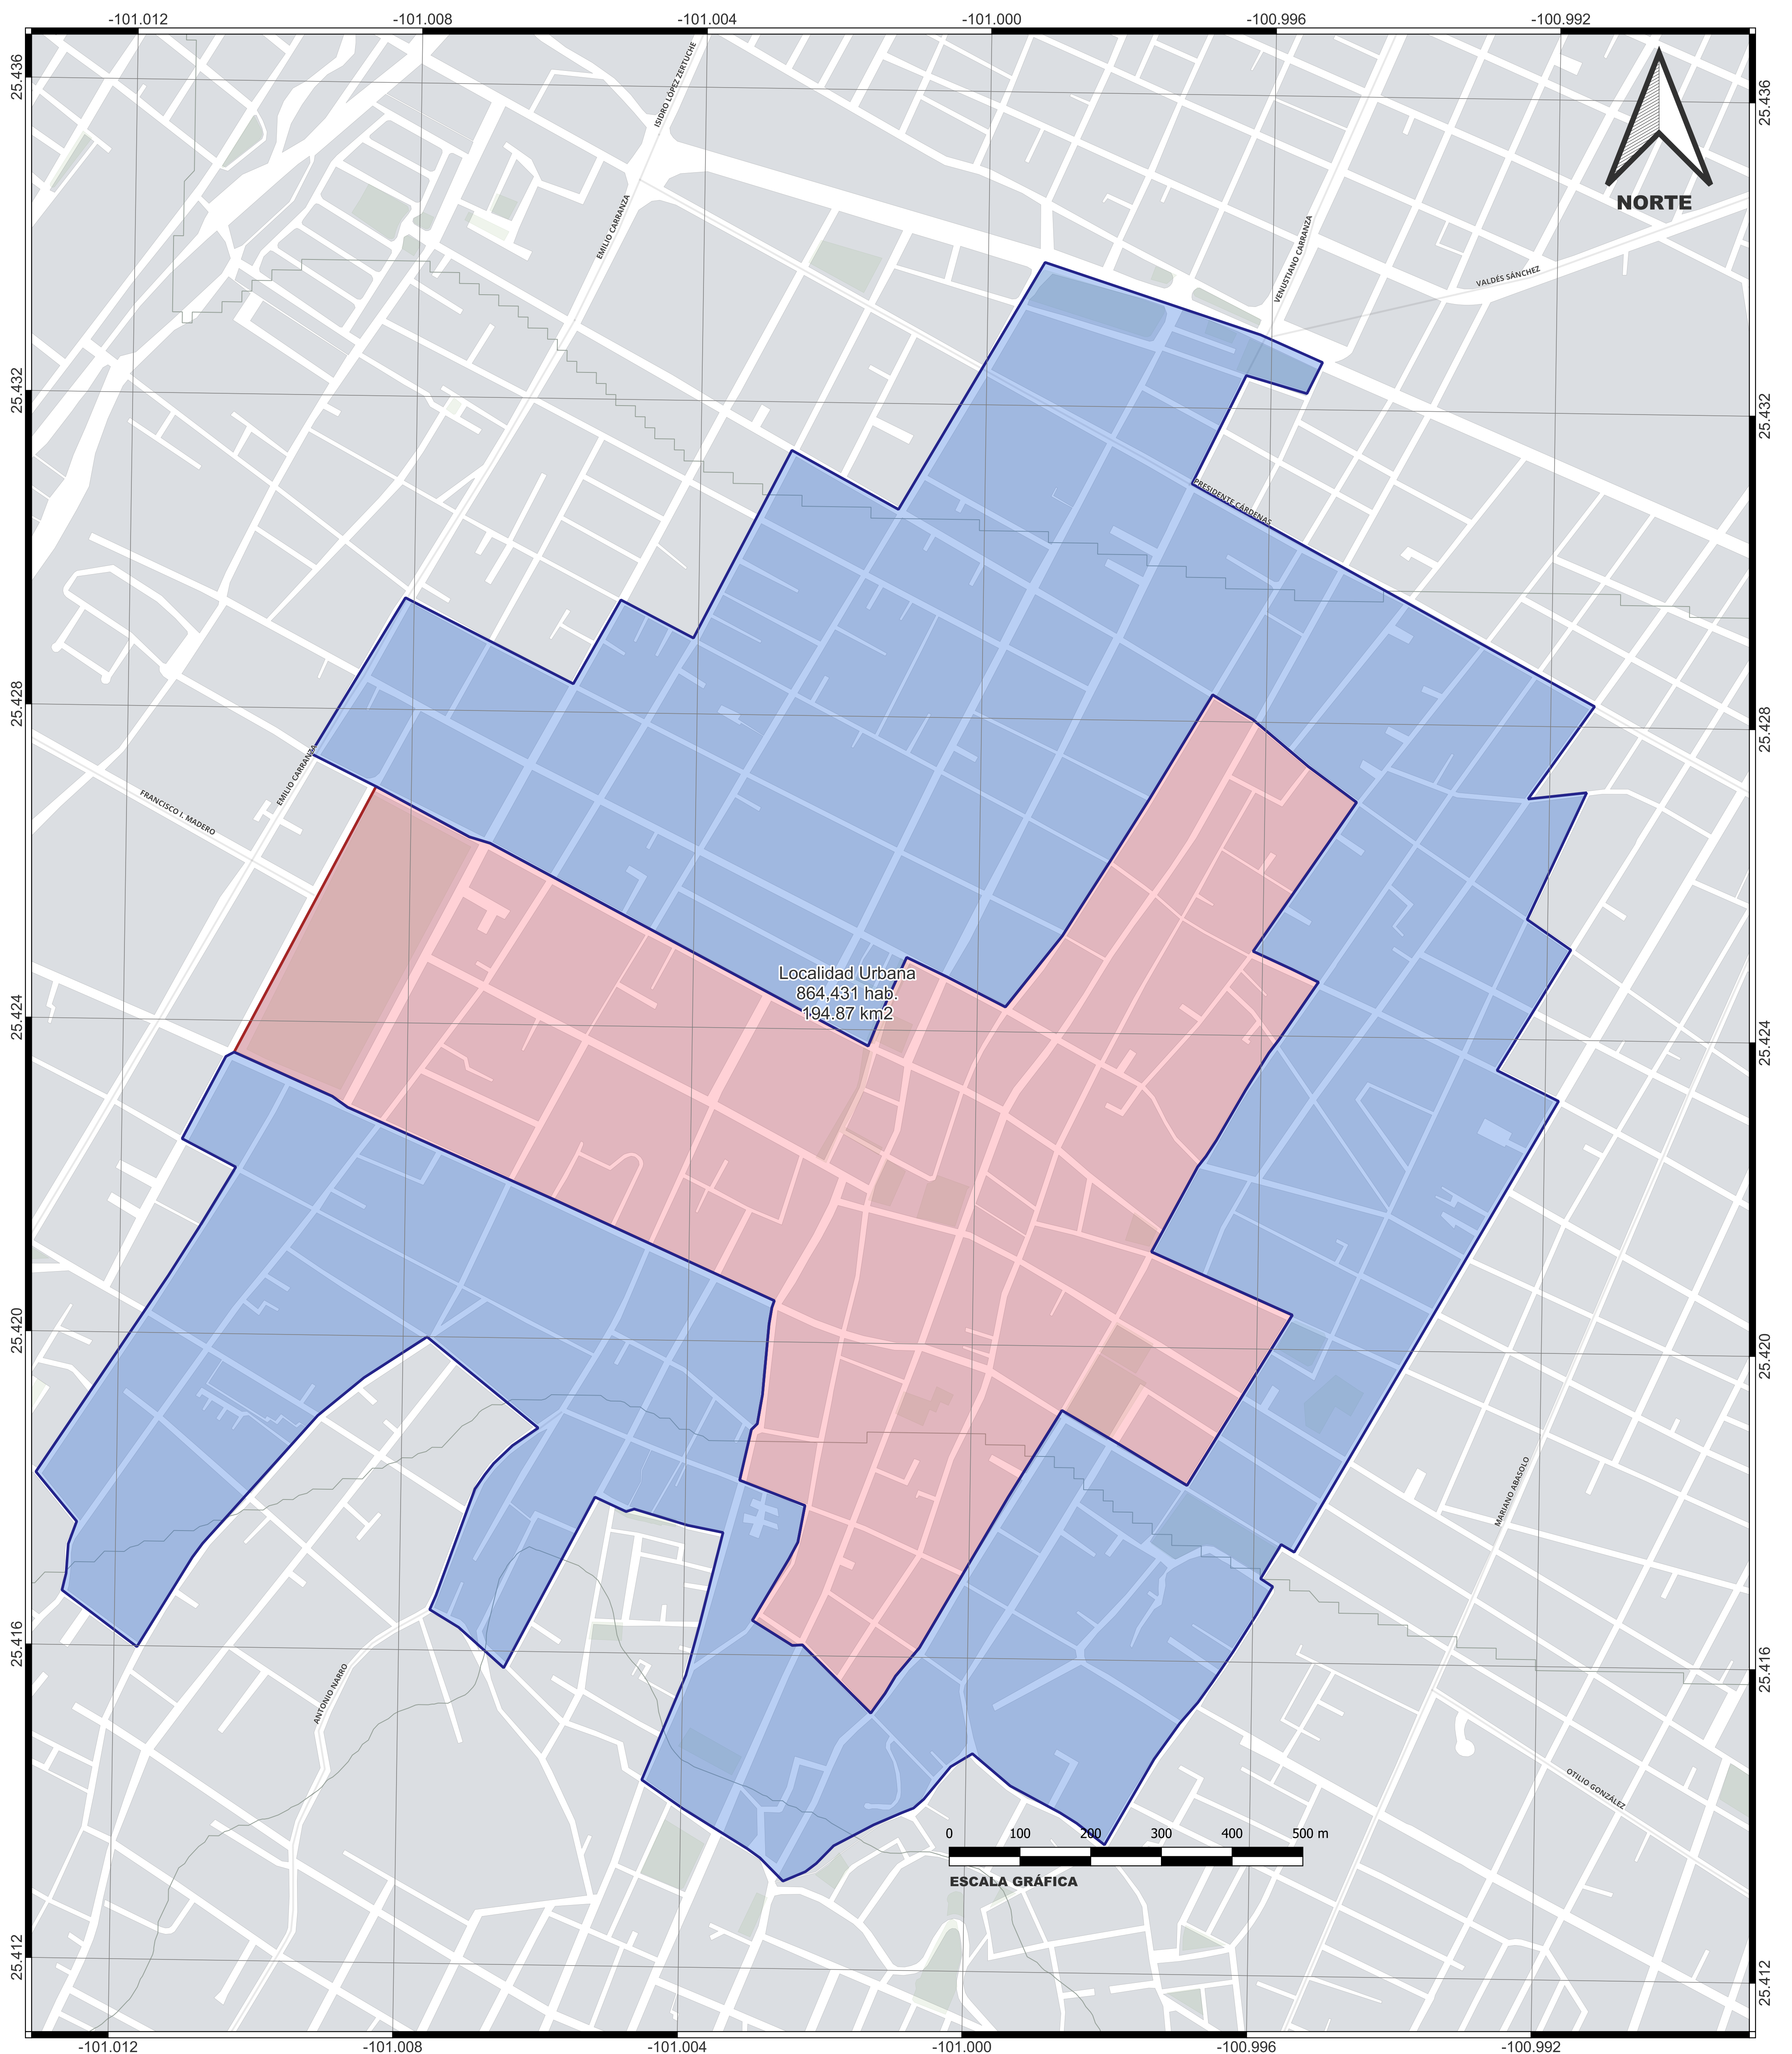 -101.012 -101.008 -101.004 -101.000 -100.996 -100.992
25.436
25.436
ISIDRO LÓPEZ ZERTUCHE
NORTE
EMILIO CARRANZA
VENUSTIANO CARRANZA
VALDÉS SÁNCHEZ
25.432
25.432
PRESIDENTE CÁRDENAS
25.428
25.428
EMILIO CARRANZA
FRANCISCO I. MADERO
Localidad Urbana
864,431 hab.
194.87 km2
25.424
25.424
25.420
25.420
MARIANO ABASOLO
25.416
25.416
ANTONIO NARRO
OTILIO GONZÁLEZ
0 100 200 300 400 500 m
ESCALA GRÁFICA
25.412
25.412
-101.012 -101.008 -101.004 -101.000 -100.996 -100.992